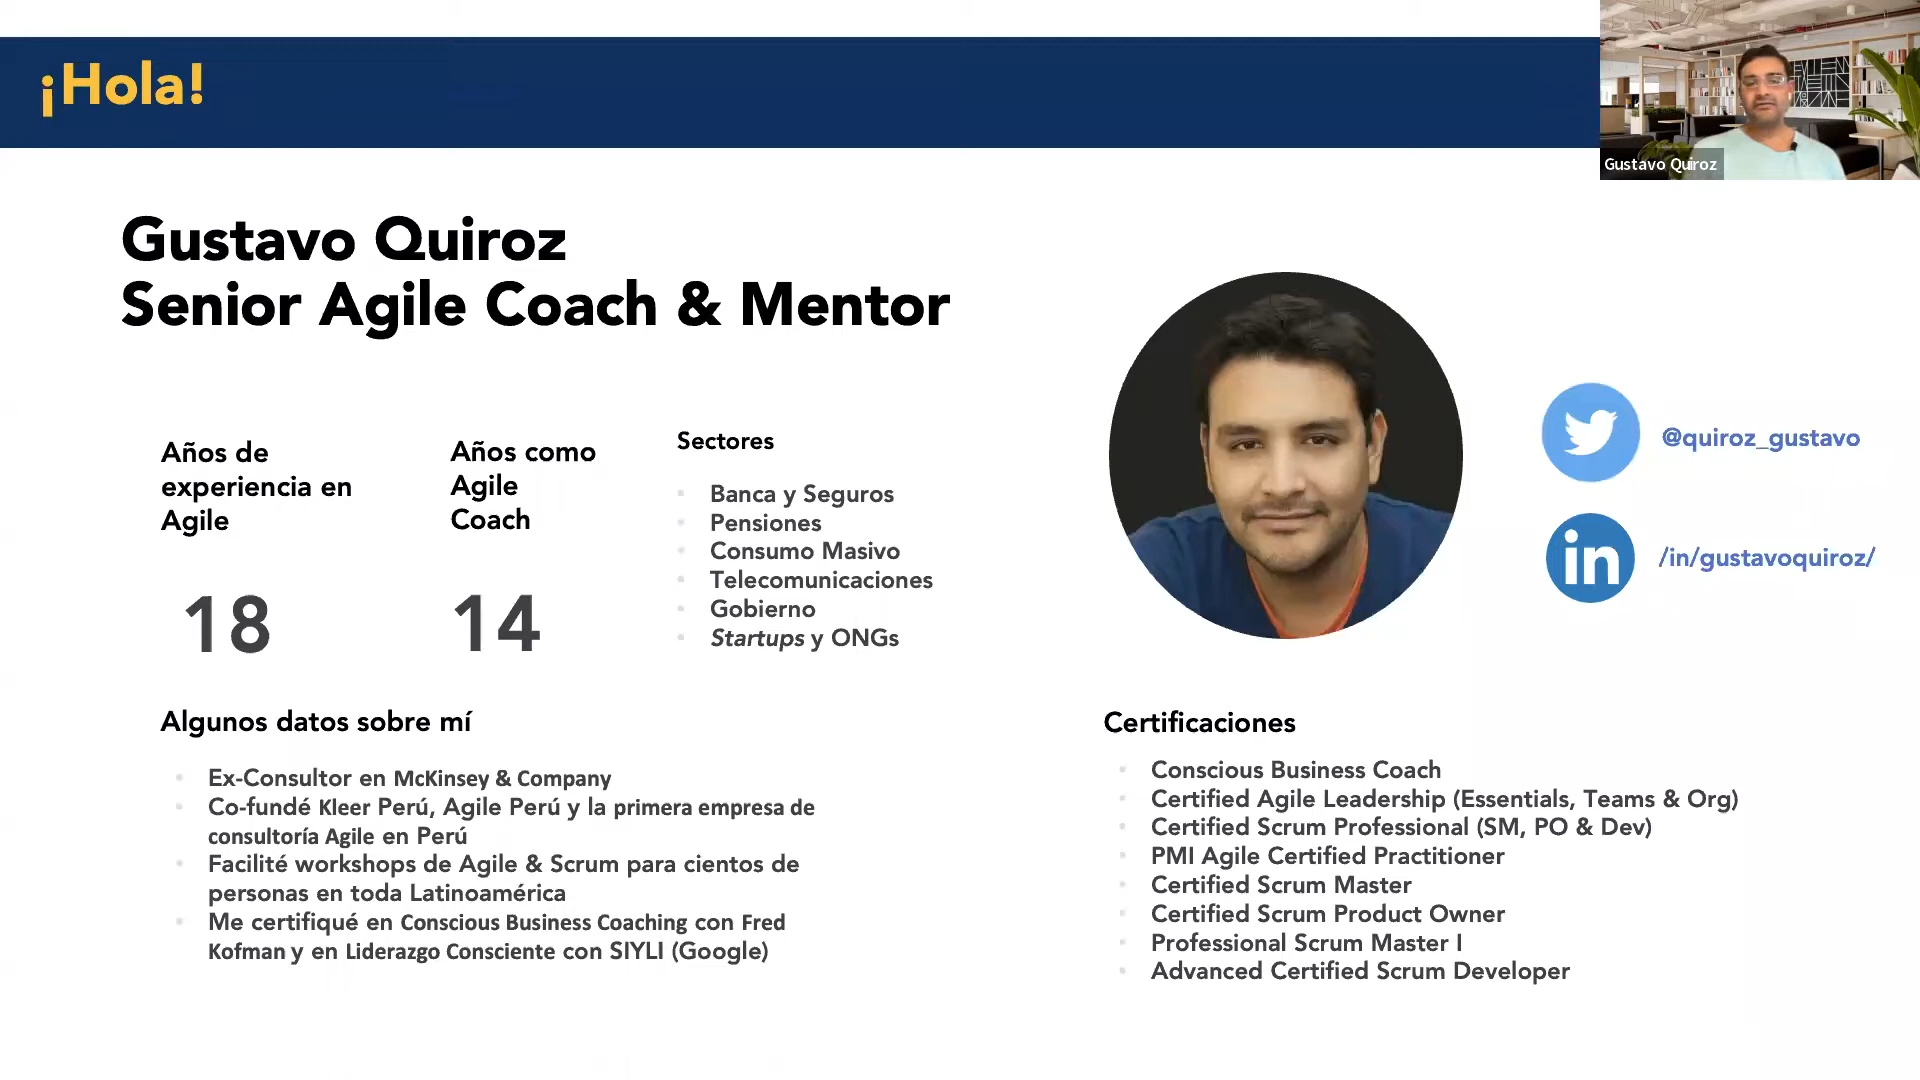 ¡Hola!
Gustavo Quiroz
Gustavo Quiroz
Senior Agile Coach & Mentor
Años de
experiencia en
Agile
18
Años como
Agile
Coach
14
Sectores
Banca y Seguros
Pensiones
Consumo Masivo
Telecomunicaciones
Gobierno
Startups y ONGs
@quiroz_gustavo
in
/in/gustavoquiroz/
Algunos datos sobre mí
Ex-Consultor en McKinsey & Company
Co-fundé Kleer Perú, Agile Perú y la primera empresa de
consultoría Agile en Perú
Facilité workshops de Agile & Scrum para cientos de
personas en toda Latinoamérica
Me certifiqué en Conscious Business Coaching con Fred
Kofman y en Liderazgo Consciente con SIYLI (Google)
Certificaciones
Conscious Business Coach
Certified Agile Leadership (Essentials, Teams & Org)
Certified Scrum Professional (SM, PO & Dev)
PMI Agile Certified Practitioner
Certified Scrum Master
Certified Scrum Product Owner
Professional Scrum Master I
Advanced Certified Scrum Developer